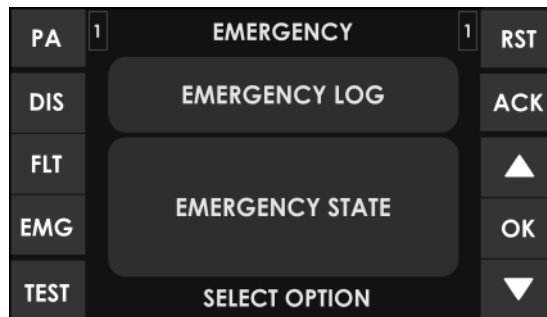 PA
1
EMERGENCY
1
RST
DIS
EMERGENCY LOG
ACK
FLT
EMERGENCY STATE
EMG
OK
TEST
SELECT OPTION